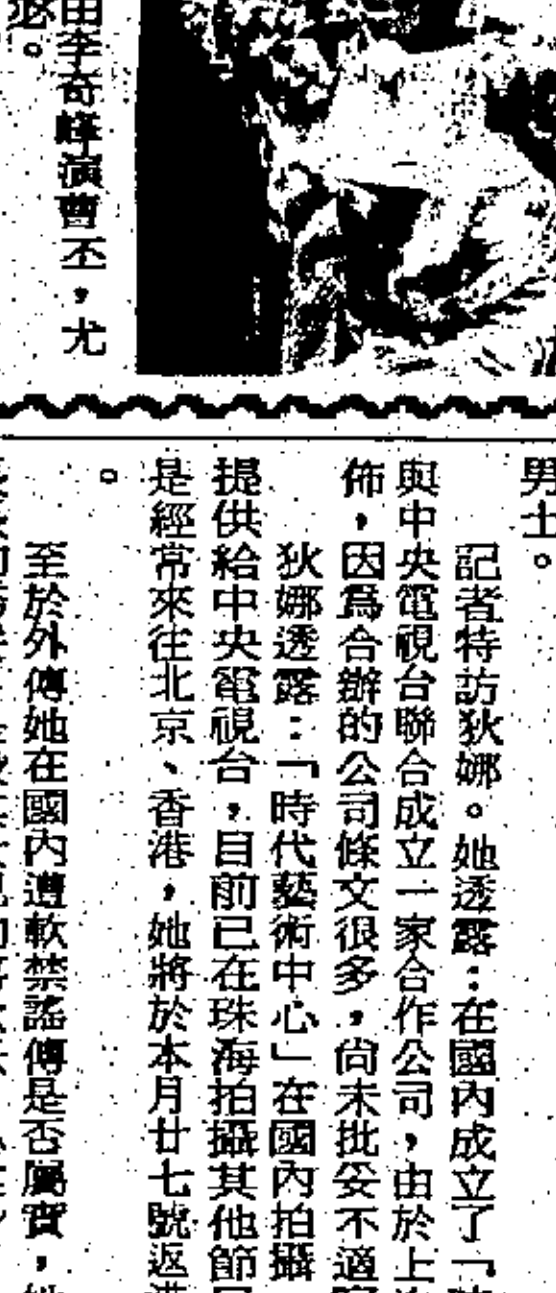 由李奇峰演曹丕，尤
宓。
男士。
記者特訪狄娜。她透露：在國內成立了「
與中央電視台聯合成立一家合作公司，由於上
佈，因爲合辦的公司條文很多，尙未批妥不適
狄娜透露：「時代藝術中心」在國內拍攝
提供給中央電視台，目前已在珠海拍攝其他節
是經常來往北京、香港，她將於本月廿七號返
。
至於外傳她在國內遭軟禁謠傳是否屬實，她